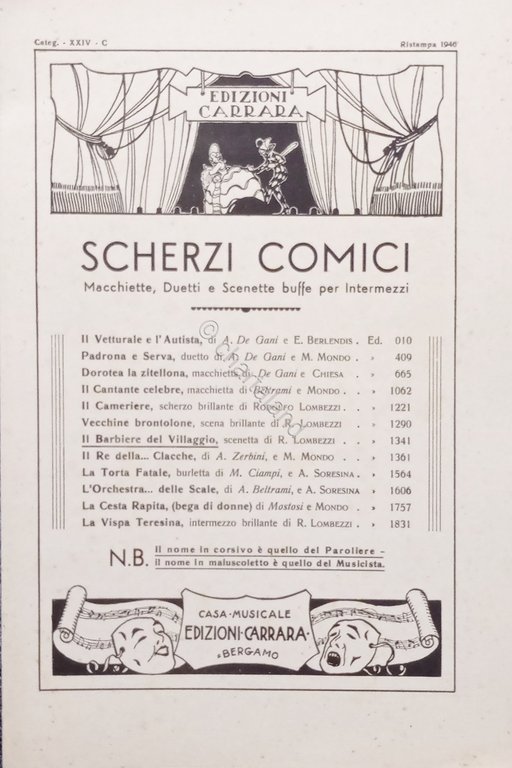 Categ. - XXIV - C
Ristampa 1946
EDIZIONI
CARRARA
SCHERZI COMICI
Macchiette, Duetti e Scenette buffe per Intermezzi
Il Vetturale e l'Autista, di A. De Gani e E. Berlendis . Ed. 010
Padrona e Serva, duetto di A. De Gani e M. Mondo . » 409
Dorotea la zitellona, macchietta di De Gani e Chiesa . » 665
Il Cantante celebre, macchietta di Beltrami e Mondo . » 1062
Il Cameriere, scherzo brillante di Rodolfo Lombezzi . . » 1221
Vecchine brontolone, scena brillante di R. Lombezzi . » 1290
Il Barbiere del Villaggio, scenetta di R. Lombezzi . . » 1341
Il Re della... Clacche, di A. Zerbini, e M. Mondo . . » 1361
La Torta Fatale, burletta di M. Ciampi, e A. Soresina . » 1564
L'Orchestra... delle Scale, di A. Beltrami, e A. Soresina » 1606
La Cesta Rapita, (bega di donne) di Mostosi e Mondo . » 1757
La Vispa Teresina, intermezzo brillante di R. Lombezzi . » 1831
N.B. Il nome in corsivo è quello del Paroliere -
il nome in maiuscoletto è quello del Musicista.
CASA·MUSICALE
EDIZIONI·CARRARA·
BERGAMO
© chartaland